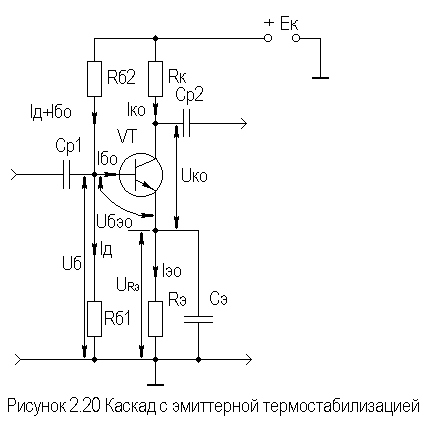 + Ек
Rб2
Rк
Iд+Iбо
Iко
Ср2
VT
Ср1
Iбо
Uко
Uбэо
Iд
Uб
URэ
Iэо
Rэ
Сэ
Rб1
Рисунок 2.20 Каскад с эмиттерной термостабилизацией